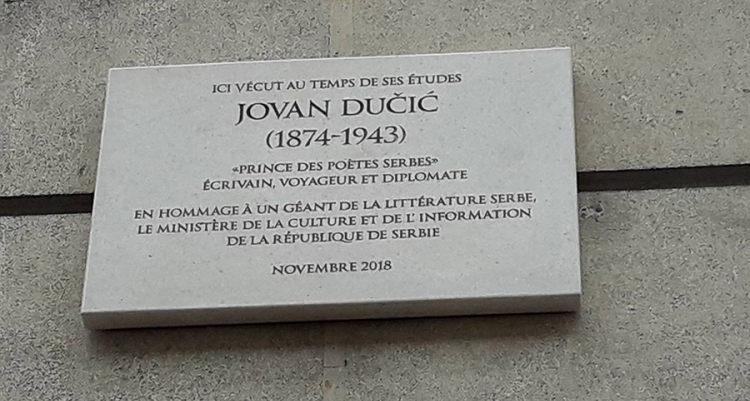 ICI VÉCUT AU TEMPS DE SES ÉTUDES
JOVAN DUČIĆ
(1874-1943)
«PRINCE DES POÈTES SERBES»
ÉCRIVAIN, VOYAGEUR ET DIPLOMATE
EN HOMMAGE À UN GÉANT DE LA LITTÉRATURE SERBE,
LE MINISTÈRE DE LA CULTURE ET DE L' INFORMATION
DE LA RÉPUBLIQUE DE SERBIE
NOVEMBRE 2018